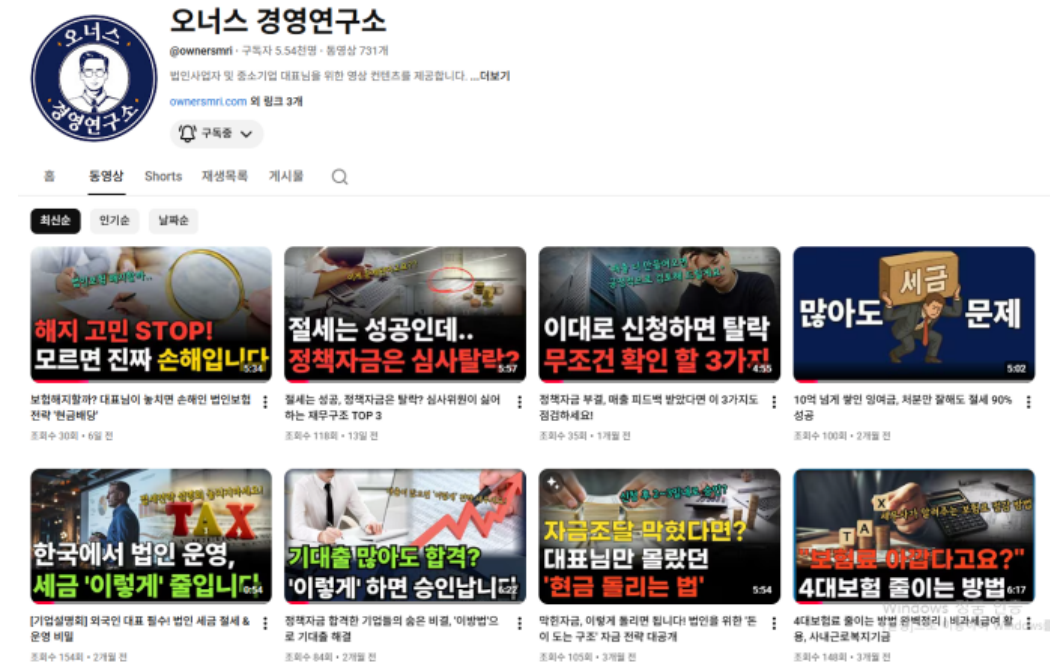 오너스 경영연구소
오너스
경영연구소
@ownersmri · 구독자 5.54천명 · 동영상 731개
법인사업자 및 중소기업 대표님을 위한 영상 컨텐츠를 제공합니다. ...더보기
ownersmri.com 외 링크 3개
구독중
홈 동영상 Shorts 재생목록 게시물
최신순 인기순 날짜순
해지 고민 STOP!
모르면 진짜 손해입니다
5:34
보험해지할까? 대표님이 놓치면 손해인 법인보험
전략 '현금배당'
조회수 30회 • 6일 전
절세는 성공인데..
정책자금은 심사탈락?
5:57
절세는 성공, 정책자금은 탈락? 심사위원이 싫어
하는 재무구조 TOP 3
조회수 118회 • 13일 전
이대로 신청하면 탈락
무조건 확인 할 3가지
4:55
정책자금 부결, 매출 피드백 받았다면 이 3가지도
점검하세요!
조회수 35회 • 1개월 전
세금
많아도 문제
5:02
10억 넘게 쌓인 잉여금, 처분만 잘해도 절세 90%
성공
조회수 100회 • 2개월 전
TAX
한국에서 법인 운영,
세금 '이렇게' 줄입니다!
0:54
[기업설명회] 외국인 대표 필수! 법인 세금 절세 &
운영 비밀
조회수 154회 • 2개월 전
기대출 많아도 합격?
'이렇게' 하면 승인납니다
6:22
정책자금 합격한 기업들의 숨은 비결, '이방법'으
로 기대출 해결
조회수 84회 • 2개월 전
자금조달 막혔다면?
대표님만 몰랐던
'현금 돌리는 법'
5:54
막힌자금, 이렇게 돌리면 됩니다! 법인을 위한 '돈
이 도는 구조' 자금 전략 대공개
조회수 105회 • 3개월 전
TAX
"보험료 아깝다고요?"
4대보험 줄이는 방법
6:17
4대보험료 줄이는 방법 완벽정리 | 비과세급여 활
용, 사내근로복지기금
조회수 148회 • 3개월 전
Windows 정품 인증